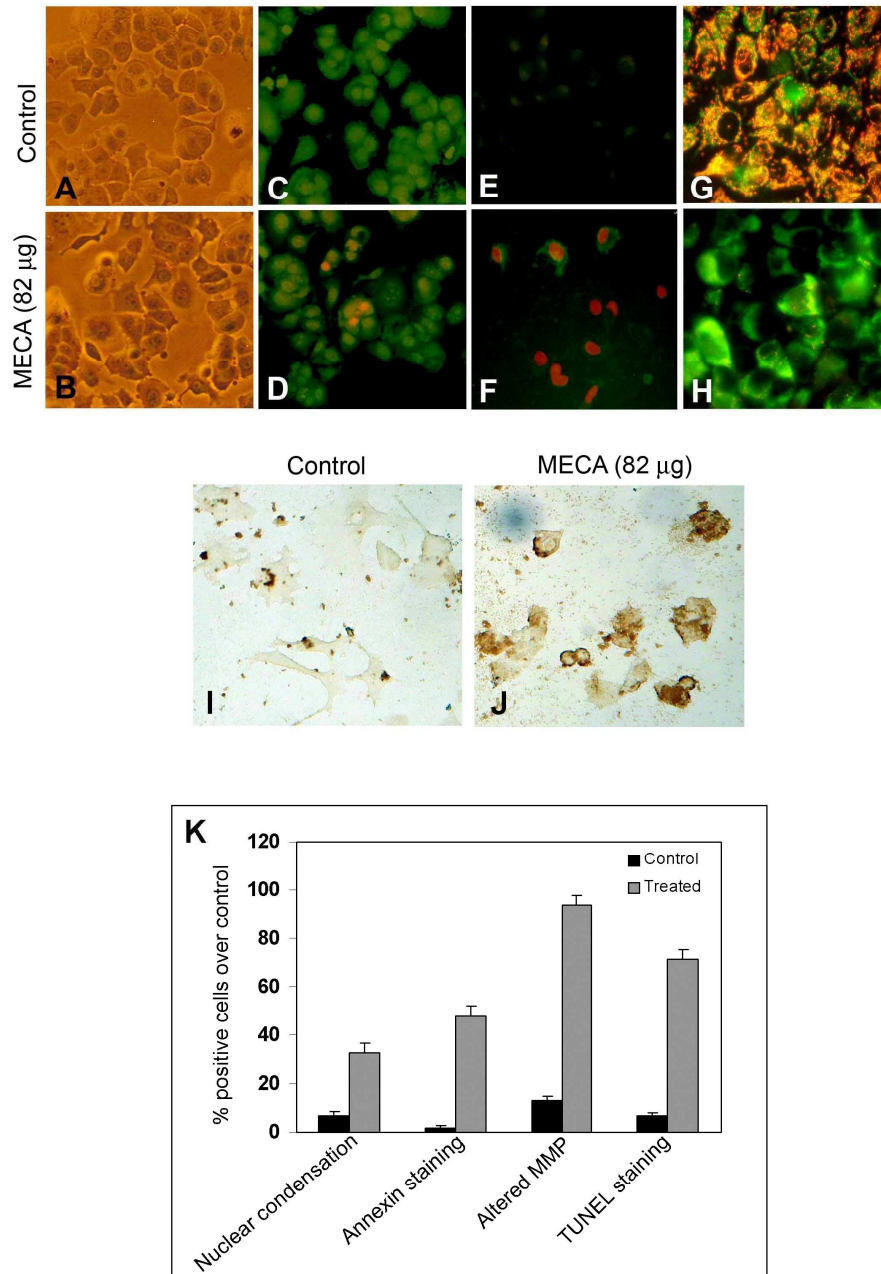 Control
A
C
E
G
MECA (82 µg)
B
D
F
H
Control
MECA (82 µg)
I
J
K
% positive cells over control
120
100
80
60
40
20
0
Control
Treated
Nuclear condensation
Annexin staining
Altered MMP
TUNEL staining